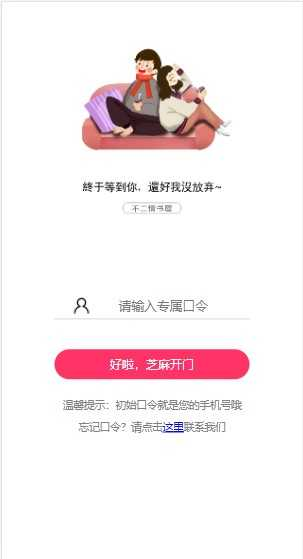 終于等到你，還好我沒放弃~
不二情书屋
请输入专属口令
好啦，芝麻开门
温馨提示：初始口令就是您的手机号哦
忘记口令？请点击这里联系我们